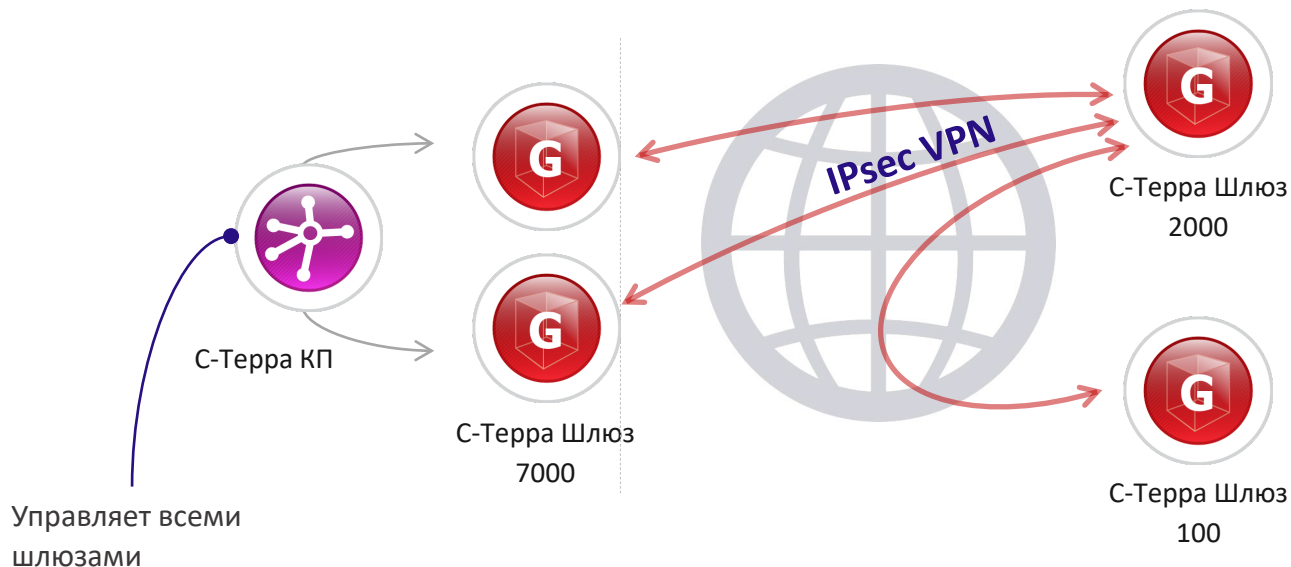 G
G
IPsec VPN
С-Терра Шлюз
2000
С-Терра КП
G
G
С-Терра Шлюз
7000
С-Терра Шлюз
100
Управляет всеми
шлюзами